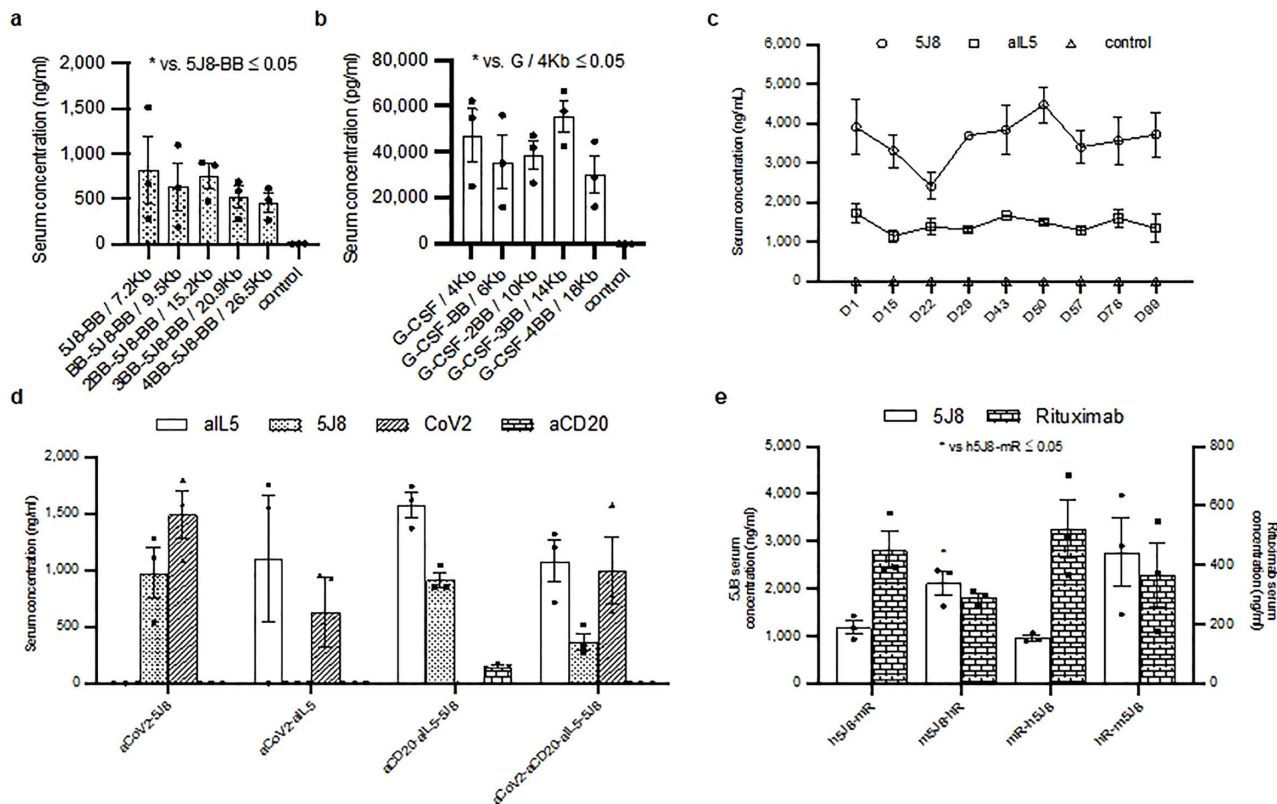 a
* vs. 5J8-BB ≤ 0.05
Serum concentration (ng/ml)
2,000
1,500
1,000
500
0
5J8-BB / 7.2Kb
BB-5J8-BB / 9.5Kb
2BB-5J8-BB / 15.2Kb
3BB-5J8-BB / 20.9Kb
4BB-5J8-BB / 26.5Kb
control
b
* vs. G / 4Kb ≤ 0.05
Serum concentration (pg/ml)
80,000
60,000
40,000
20,000
0
G-CSF / 4Kb
G-CSF-BB / 6Kb
G-CSF-2BB / 10Kb
G-CSF-3BB / 14Kb
G-CSF-4BB / 18Kb
control
c
5J8 aIL5 control
Serum concentration (ng/mL)
6,000
5,000
4,000
3,000
2,000
1,000
0
D1
D15
D22
D29
D43
D50
D57
D78
D99
d
aIL5 5J8 CoV2 aCD20
Serum concentration (ng/ml)
2,000
1,500
1,000
500
0
aCoV2-5J8
aCoV2-aIL5
aCD20-aIL5-5J8
aCoV2-aCD20-aIL5-5J8
e
5J8 Rituximab
* vs h5J8-mR ≤ 0.05
5J8 serum
concentration (ng/ml)
5,000
4,000
3,000
2,000
1,000
0
800
600
400
200
0
Rituximab serum
concentration (ng/ml)
h5J8-mR
m5J8-hR
mR-h5J8
hR-m5J8